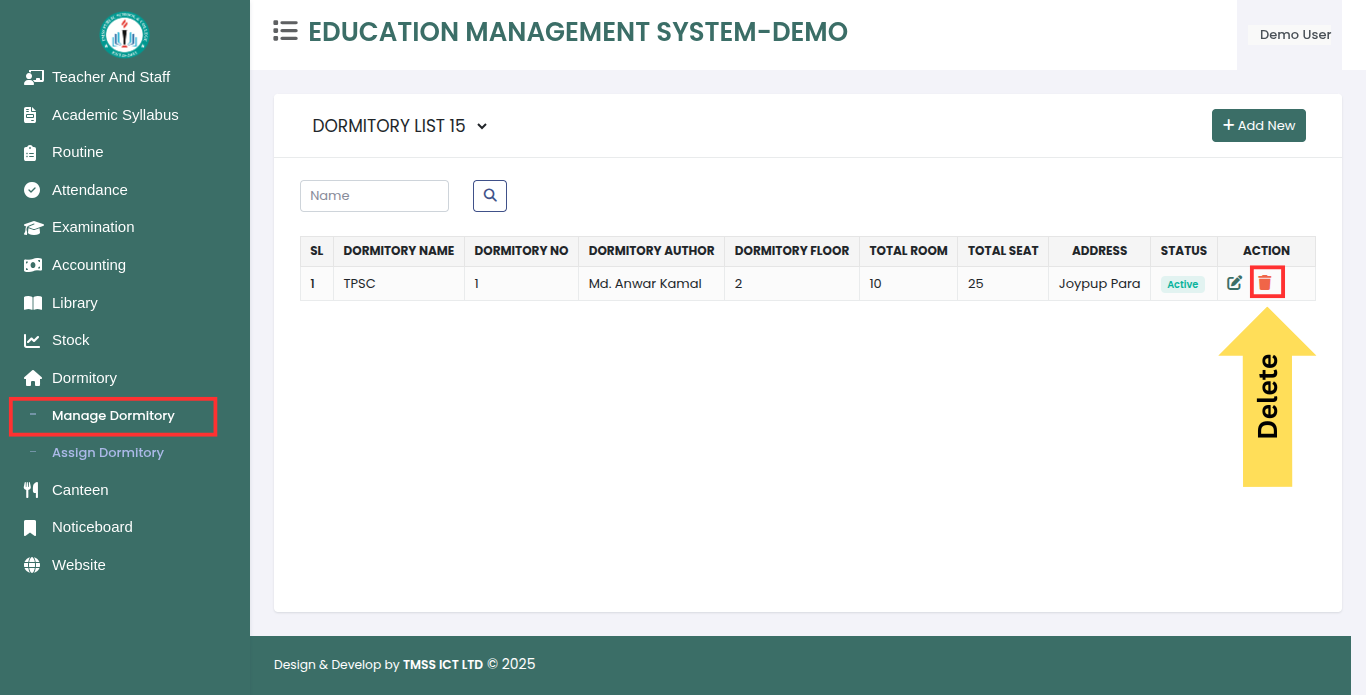 EDUCATION MANAGEMENT SYSTEM-DEMO
Demo User
Teacher And Staff
Academic Syllabus
Routine
Attendance
Examination
Accounting
Library
Stock
Dormitory
Manage Dormitory
Assign Dormitory
Canteen
Noticeboard
Website
DORMITORY LIST 15
+ Add New
Name
SL DORMITORY NAME DORMITORY NO DORMITORY AUTHOR DORMITORY FLOOR TOTAL ROOM TOTAL SEAT ADDRESS STATUS ACTION
1 TPSC 1 Md. Anwar Kamal 2 10 25 Joypup Para Active
Delete
Design & Develop by TMSS ICT LTD © 2025